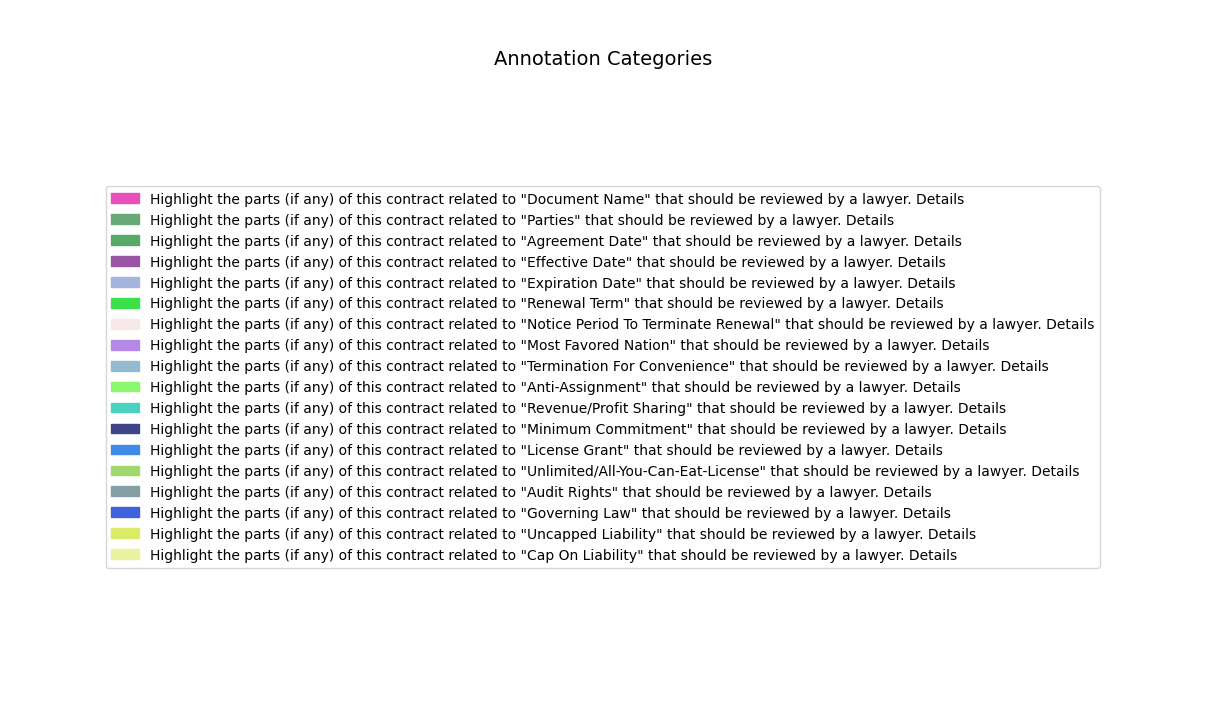 Annotation Categories
Highlight the parts (if any) of this contract related to "Document Name" that should be reviewed by a lawyer. Details
Highlight the parts (if any) of this contract related to "Parties" that should be reviewed by a lawyer. Details
Highlight the parts (if any) of this contract related to "Agreement Date" that should be reviewed by a lawyer. Details
Highlight the parts (if any) of this contract related to "Effective Date" that should be reviewed by a lawyer. Details
Highlight the parts (if any) of this contract related to "Expiration Date" that should be reviewed by a lawyer. Details
Highlight the parts (if any) of this contract related to "Renewal Term" that should be reviewed by a lawyer. Details
Highlight the parts (if any) of this contract related to "Notice Period To Terminate Renewal" that should be reviewed by a lawyer. Details
Highlight the parts (if any) of this contract related to "Most Favored Nation" that should be reviewed by a lawyer. Details
Highlight the parts (if any) of this contract related to "Termination For Convenience" that should be reviewed by a lawyer. Details
Highlight the parts (if any) of this contract related to "Anti-Assignment" that should be reviewed by a lawyer. Details
Highlight the parts (if any) of this contract related to "Revenue/Profit Sharing" that should be reviewed by a lawyer. Details
Highlight the parts (if any) of this contract related to "Minimum Commitment" that should be reviewed by a lawyer. Details
Highlight the parts (if any) of this contract related to "License Grant" that should be reviewed by a lawyer. Details
Highlight the parts (if any) of this contract related to "Unlimited/All-You-Can-Eat-License" that should be reviewed by a lawyer. Details
Highlight the parts (if any) of this contract related to "Audit Rights" that should be reviewed by a lawyer. Details
Highlight the parts (if any) of this contract related to "Governing Law" that should be reviewed by a lawyer. Details
Highlight the parts (if any) of this contract related to "Uncapped Liability" that should be reviewed by a lawyer. Details
Highlight the parts (if any) of this contract related to "Cap On Liability" that should be reviewed by a lawyer. Details